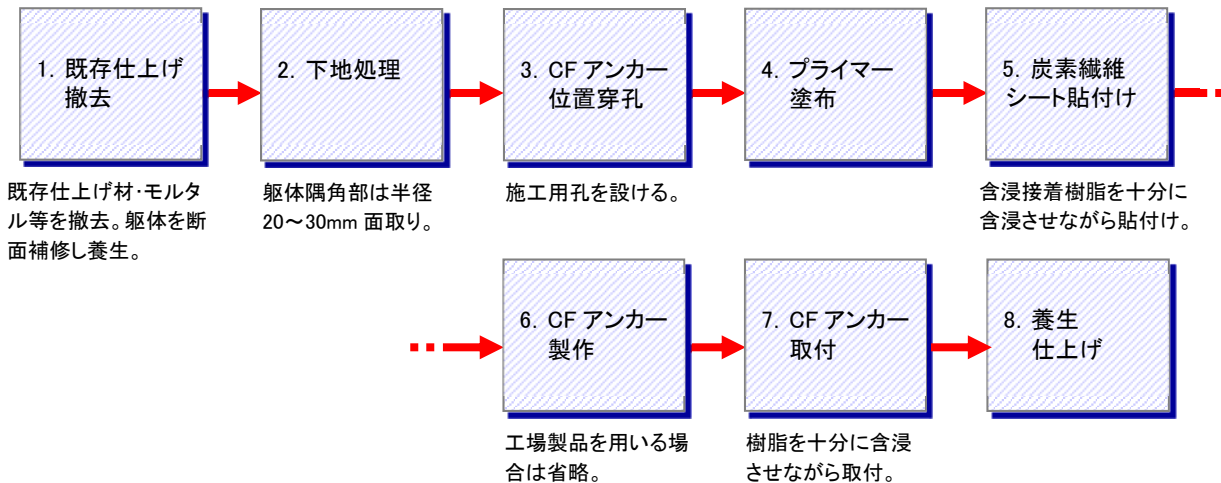 1. 既存仕上げ
撤去
2. 下地処理
3. CF アンカー
位置穿孔
4. プライマー
塗布
5. 炭素繊維
シート貼付け
既存仕上げ材・モルタ
ル等を撤去。躯体を断
面補修し養生。
躯体隅角部は半径
20～30mm 面取り。
施工用孔を設ける。
含浸接着樹脂を十分に
含浸させながら貼付け。
6. CF アンカー
製作
7. CF アンカー
取付
8. 養生
仕上げ
工場製品を用いる場
合は省略。
樹脂を十分に含浸
させながら取付。